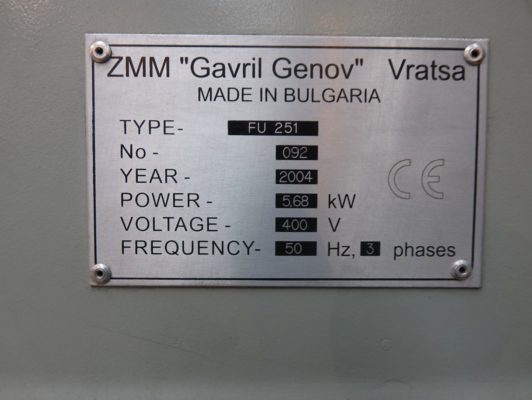 ZMM "Gavril Genov" Vratsa
MADE IN BULGARIA
TYPE- FU 251
No - 092
YEAR - 2004
POWER - 5,68 kW
VOLTAGE - 400 V
FREQUENCY- 50 Hz, 3 phases
CE